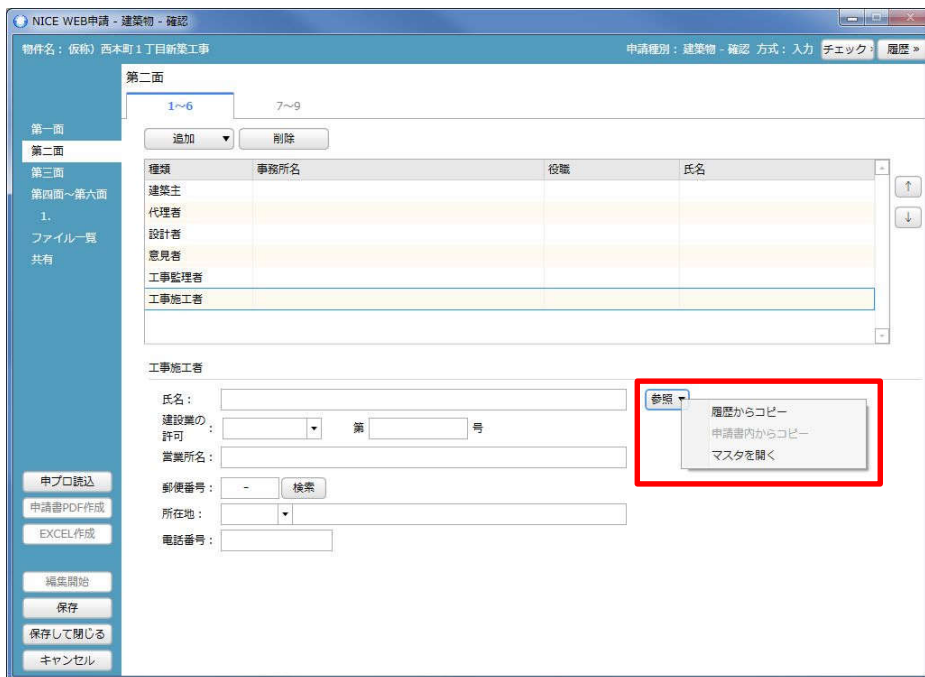 NICE WEB申請 - 建築物 - 確認
物件名: 仮称）西本町1丁目新築工事 申請種別: 建築物 - 確認 方式: 入力 チェック » 履歴 »
第二面
1～6 7～9
追加 ▼ 削除
第一面
第二面
第三面
第四面～第六面
1.
ファイル一覧
共有
種類 事務所名 役職 氏名
建築主
代理者
設計者
意見者
工事監理者
工事施工者
↑
↓
工事施工者
氏名: 参照 ▼
建設業の許可: 第 号
営業所名:
郵便番号: - 検索
所在地:
電話番号:
履歴からコピー
申請書内からコピー
マスタを開く
申プロ読込
申請書PDF作成
EXCEL作成
編集開始
保存
保存して閉じる
キャンセル